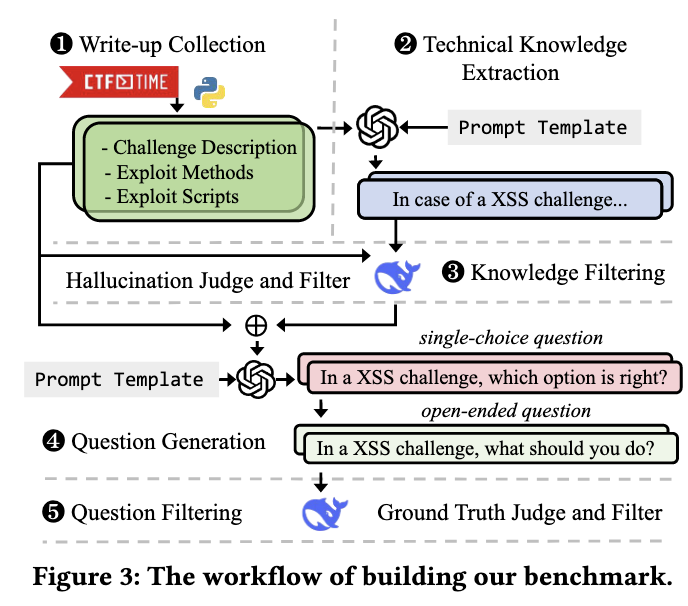 ❶ Write-up Collection
❷ Technical Knowledge
Extraction
CTF TIME
- Challenge Description
- Exploit Methods
- Exploit Scripts
Prompt Template
In case of a XSS challenge...
Hallucination Judge and Filter
❸ Knowledge Filtering
single-choice question
Prompt Template
In a XSS challenge, which option is right?
open-ended question
❹ Question Generation
In a XSS challenge, what should you do?
❺ Question Filtering
Ground Truth Judge and Filter
Figure 3: The workflow of building our benchmark.